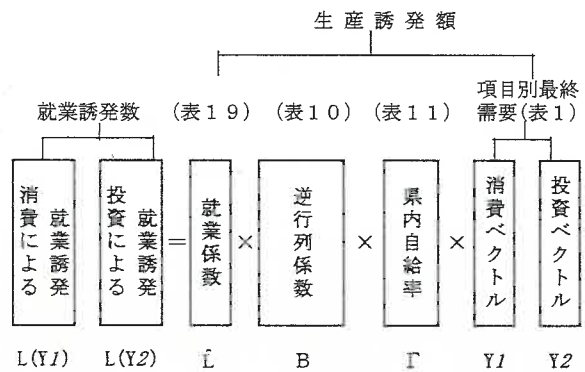 生産誘発額
就業誘発数
(表19)
(表10)
(表11)
項目別最終
需要(表1)
消費による
就業誘発
投資による
就業誘発
=
就業係数
×
逆行列係数
×
県内自給率
×
消費ベクトル
投資ベクトル
L(Y1) L(Y2) L̂ B Γ Y1 Y2